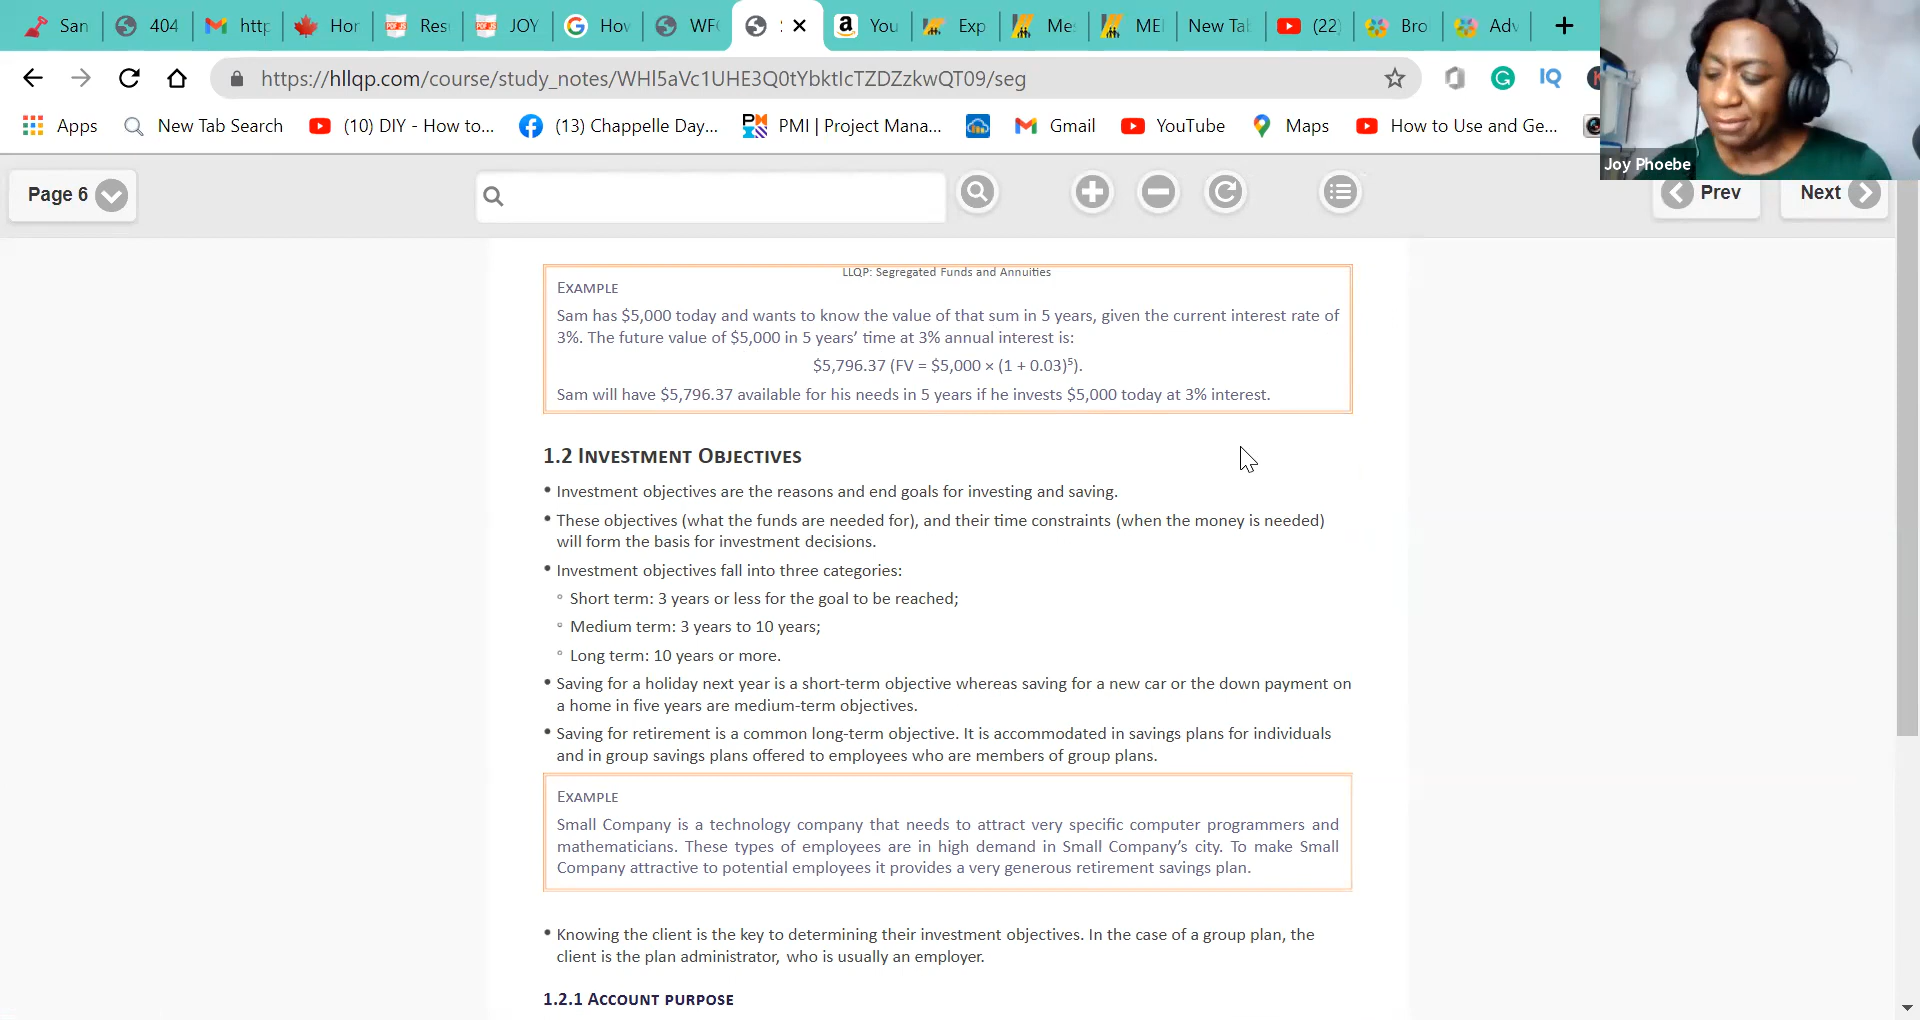 San
404
http
Hor
Res
JOY
Hov
WF
You
Exp
Me
MEI
New Ta
(22)
Bro
Adv
https://hllqp.com/course/study_notes/WHl5aVc1UHE3Q0tYbktIcTZDZzkwQT09/seg
Apps
New Tab Search
(10) DIY - How to...
(13) Chappelle Day...
PMI | Project Mana...
Gmail
YouTube
Maps
How to Use and Ge...
Joy Phoebe
Page 6
Prev
Next
LLQP: Segregated Funds and Annuities
EXAMPLE
Sam has $5,000 today and wants to know the value of that sum in 5 years, given the current interest rate of
3%. The future value of $5,000 in 5 years’ time at 3% annual interest is:
$5,796.37 (FV = $5,000 × (1 + 0.03)⁵).
Sam will have $5,796.37 available for his needs in 5 years if he invests $5,000 today at 3% interest.
1.2 INVESTMENT OBJECTIVES
• Investment objectives are the reasons and end goals for investing and saving.
• These objectives (what the funds are needed for), and their time constraints (when the money is needed)
will form the basis for investment decisions.
• Investment objectives fall into three categories:
◦ Short term: 3 years or less for the goal to be reached;
◦ Medium term: 3 years to 10 years;
◦ Long term: 10 years or more.
• Saving for a holiday next year is a short-term objective whereas saving for a new car or the down payment on
a home in five years are medium-term objectives.
• Saving for retirement is a common long-term objective. It is accommodated in savings plans for individuals
and in group savings plans offered to employees who are members of group plans.
EXAMPLE
Small Company is a technology company that needs to attract very specific computer programmers and
mathematicians. These types of employees are in high demand in Small Company’s city. To make Small
Company attractive to potential employees it provides a very generous retirement savings plan.
• Knowing the client is the key to determining their investment objectives. In the case of a group plan, the
client is the plan administrator, who is usually an employer.
1.2.1 ACCOUNT PURPOSE